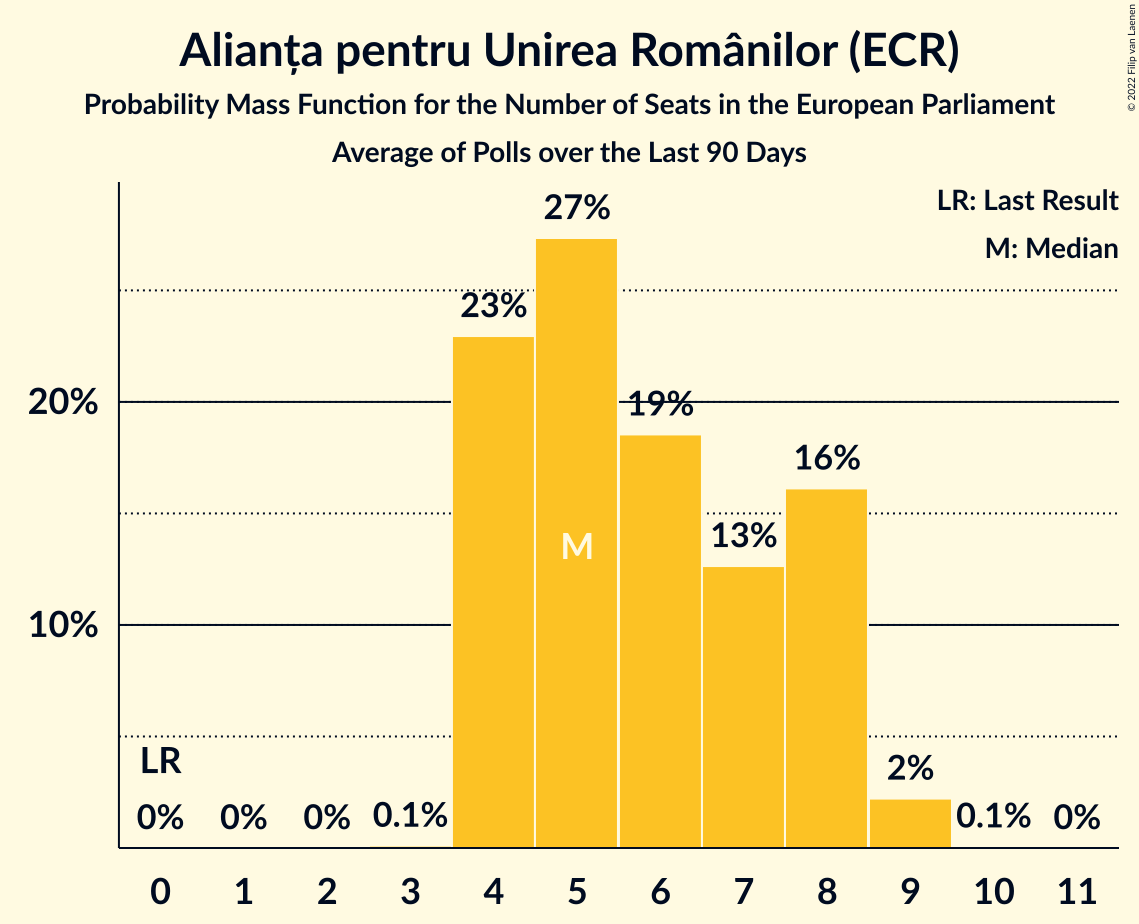 Alianța pentru Unirea Românilor (ECR)
Probability Mass Function for the Number of Seats in the European Parliament
Average of Polls over the Last 90 Days
© 2022 Filip van Laenen
LR: Last Result
M: Median
27%
23%
20%
19%
16%
13%
M
10%
LR
2%
0% 0% 0% 0.1% 0.1% 0%
0 1 2 3 4 5 6 7 8 9 10 11